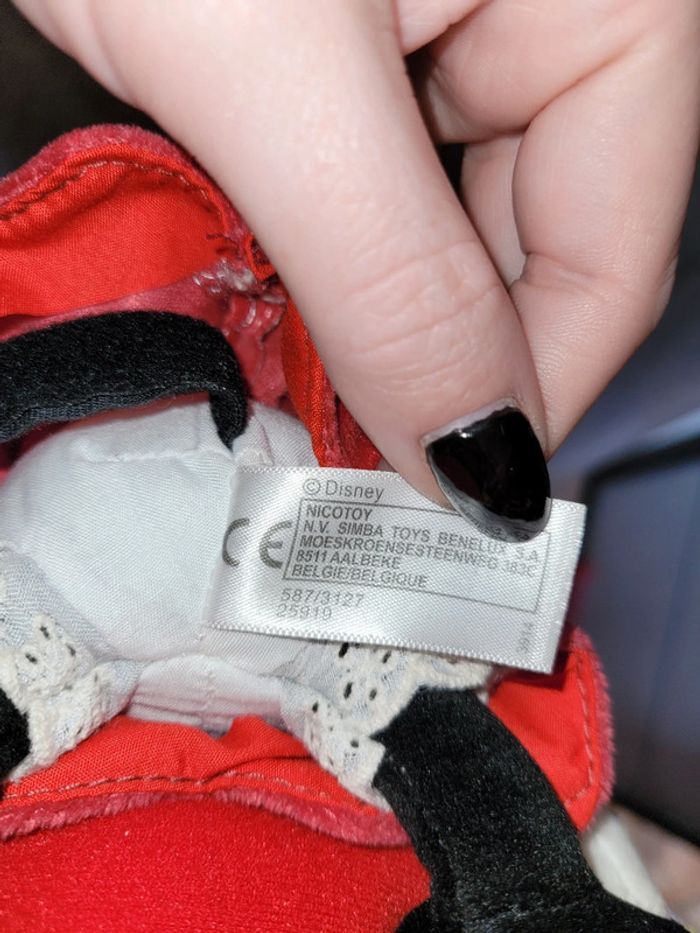 © Disney
CE
NICOTOY
N.V. SIMBA TOYS BENELUX S.A
MOESKROENSESTEENWEG 383C
8511 AALBEKE
BELGIE/BELGIQUE
587/3127
25919